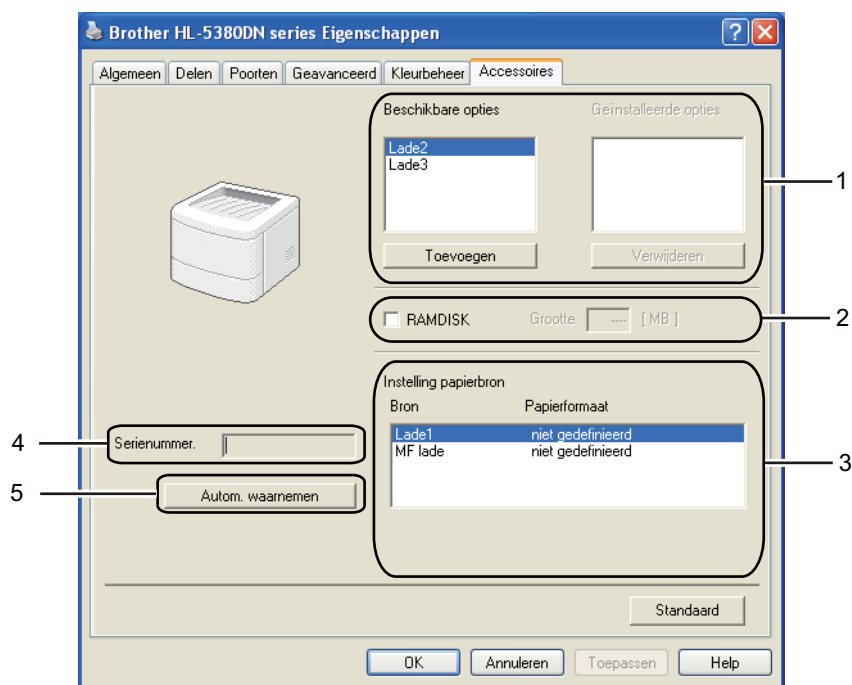 Brother HL-5380DN series Eigenschappen
Algemeen Delen Poorten Geavanceerd Kleurbeheer Accessoires
Beschikbare opties Geïnstalleerde opties
Lade2
Lade3
1
Toevoegen Verwijderen
RAMDISK Grootte ---- [ MB ]
2
Instelling papierbron
Bron Papierformaat
Lade1 niet gedefinieerd
MF lade niet gedefinieerd
3
4
Serienummer.
5
Autom. waarnemen
Standaard
OK Annuleren Toepassen Help